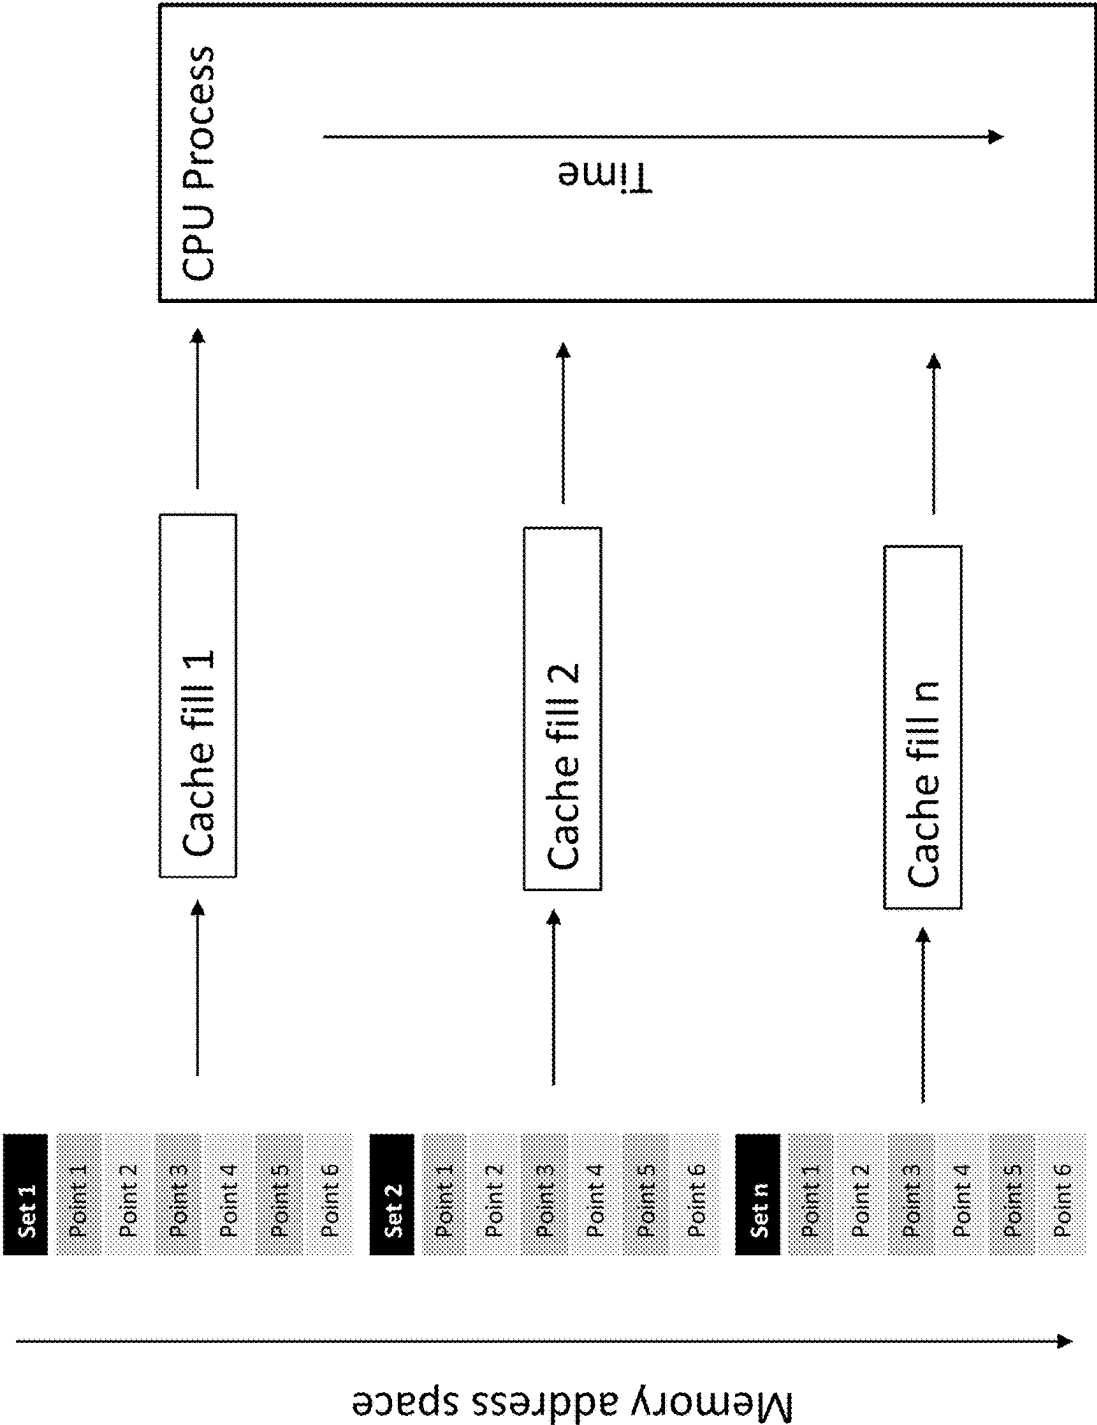 Memory address space
Set 1
Point 1
Point 2
Point 3
Point 4
Point 5
Point 6
Set 2
Point 1
Point 2
Point 3
Point 4
Point 5
Point 6
Set n
Point 1
Point 2
Point 3
Point 4
Point 5
Point 6
Cache fill 1
Cache fill 2
Cache fill n
CPU Process
Time